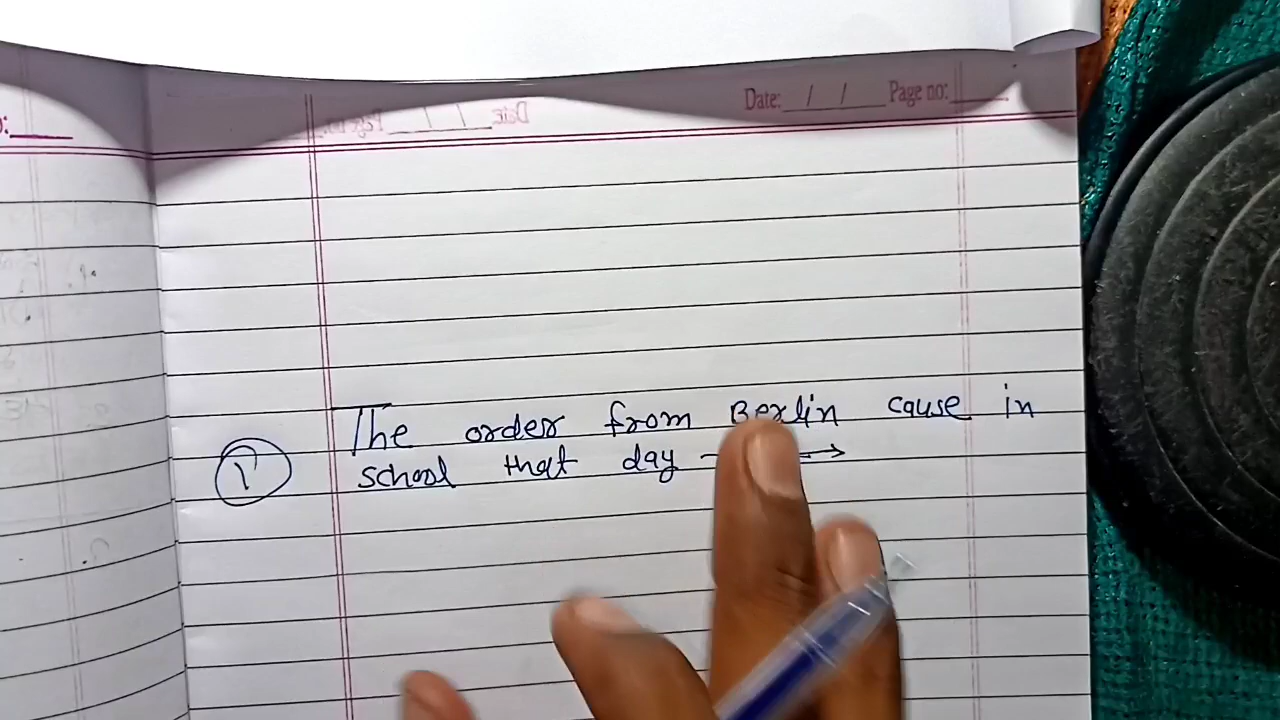 Date: / / Page no:
The order from Berlin cause in
① school that day →